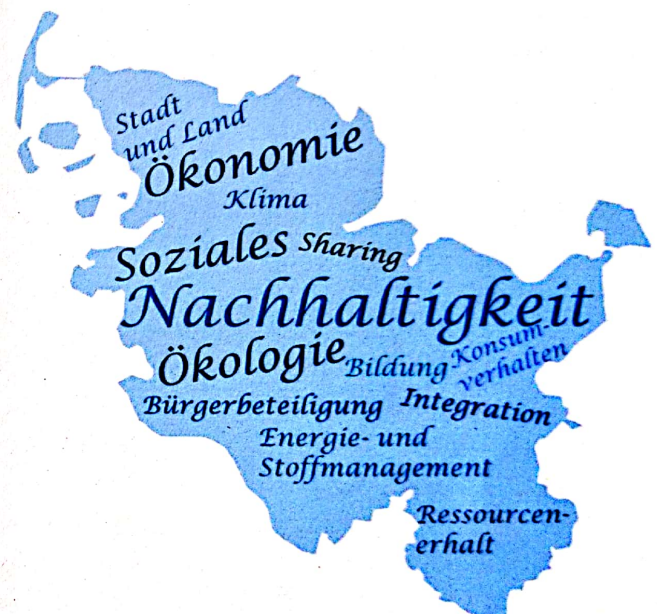 Stadt
und Land
Ökonomie
Klima
Soziales Sharing
Nachhaltigkeit
Ökologie Bildung Konsum-
verhalten
Bürgerbeteiligung Integration
Energie- und
Stoffmanagement
Ressourcen-
erhalt